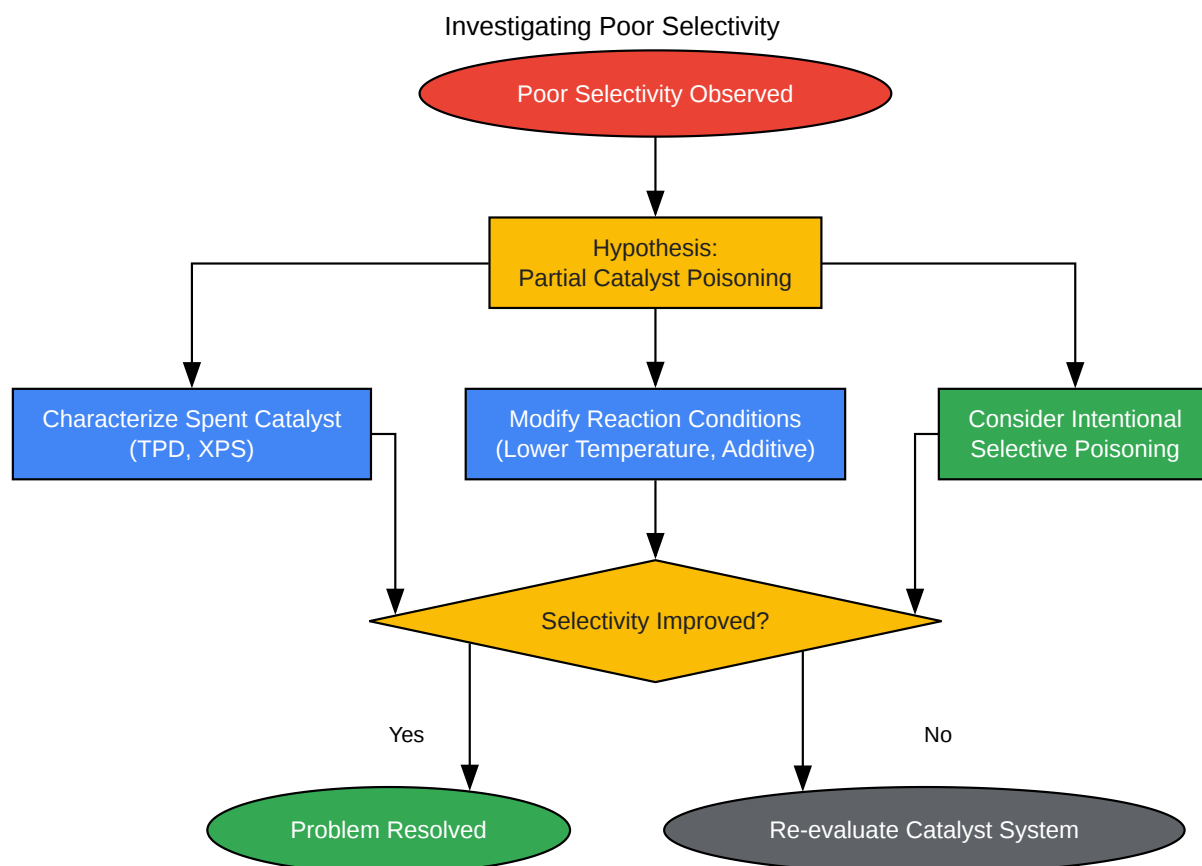 Investigating Poor Selectivity
Poor Selectivity Observed
Hypothesis:
Partial Catalyst Poisoning
Characterize Spent Catalyst
(TPD, XPS)
Modify Reaction Conditions
(Lower Temperature, Additive)
Consider Intentional
Selective Poisoning
Selectivity Improved?
Yes
No
Problem Resolved
Re-evaluate Catalyst System